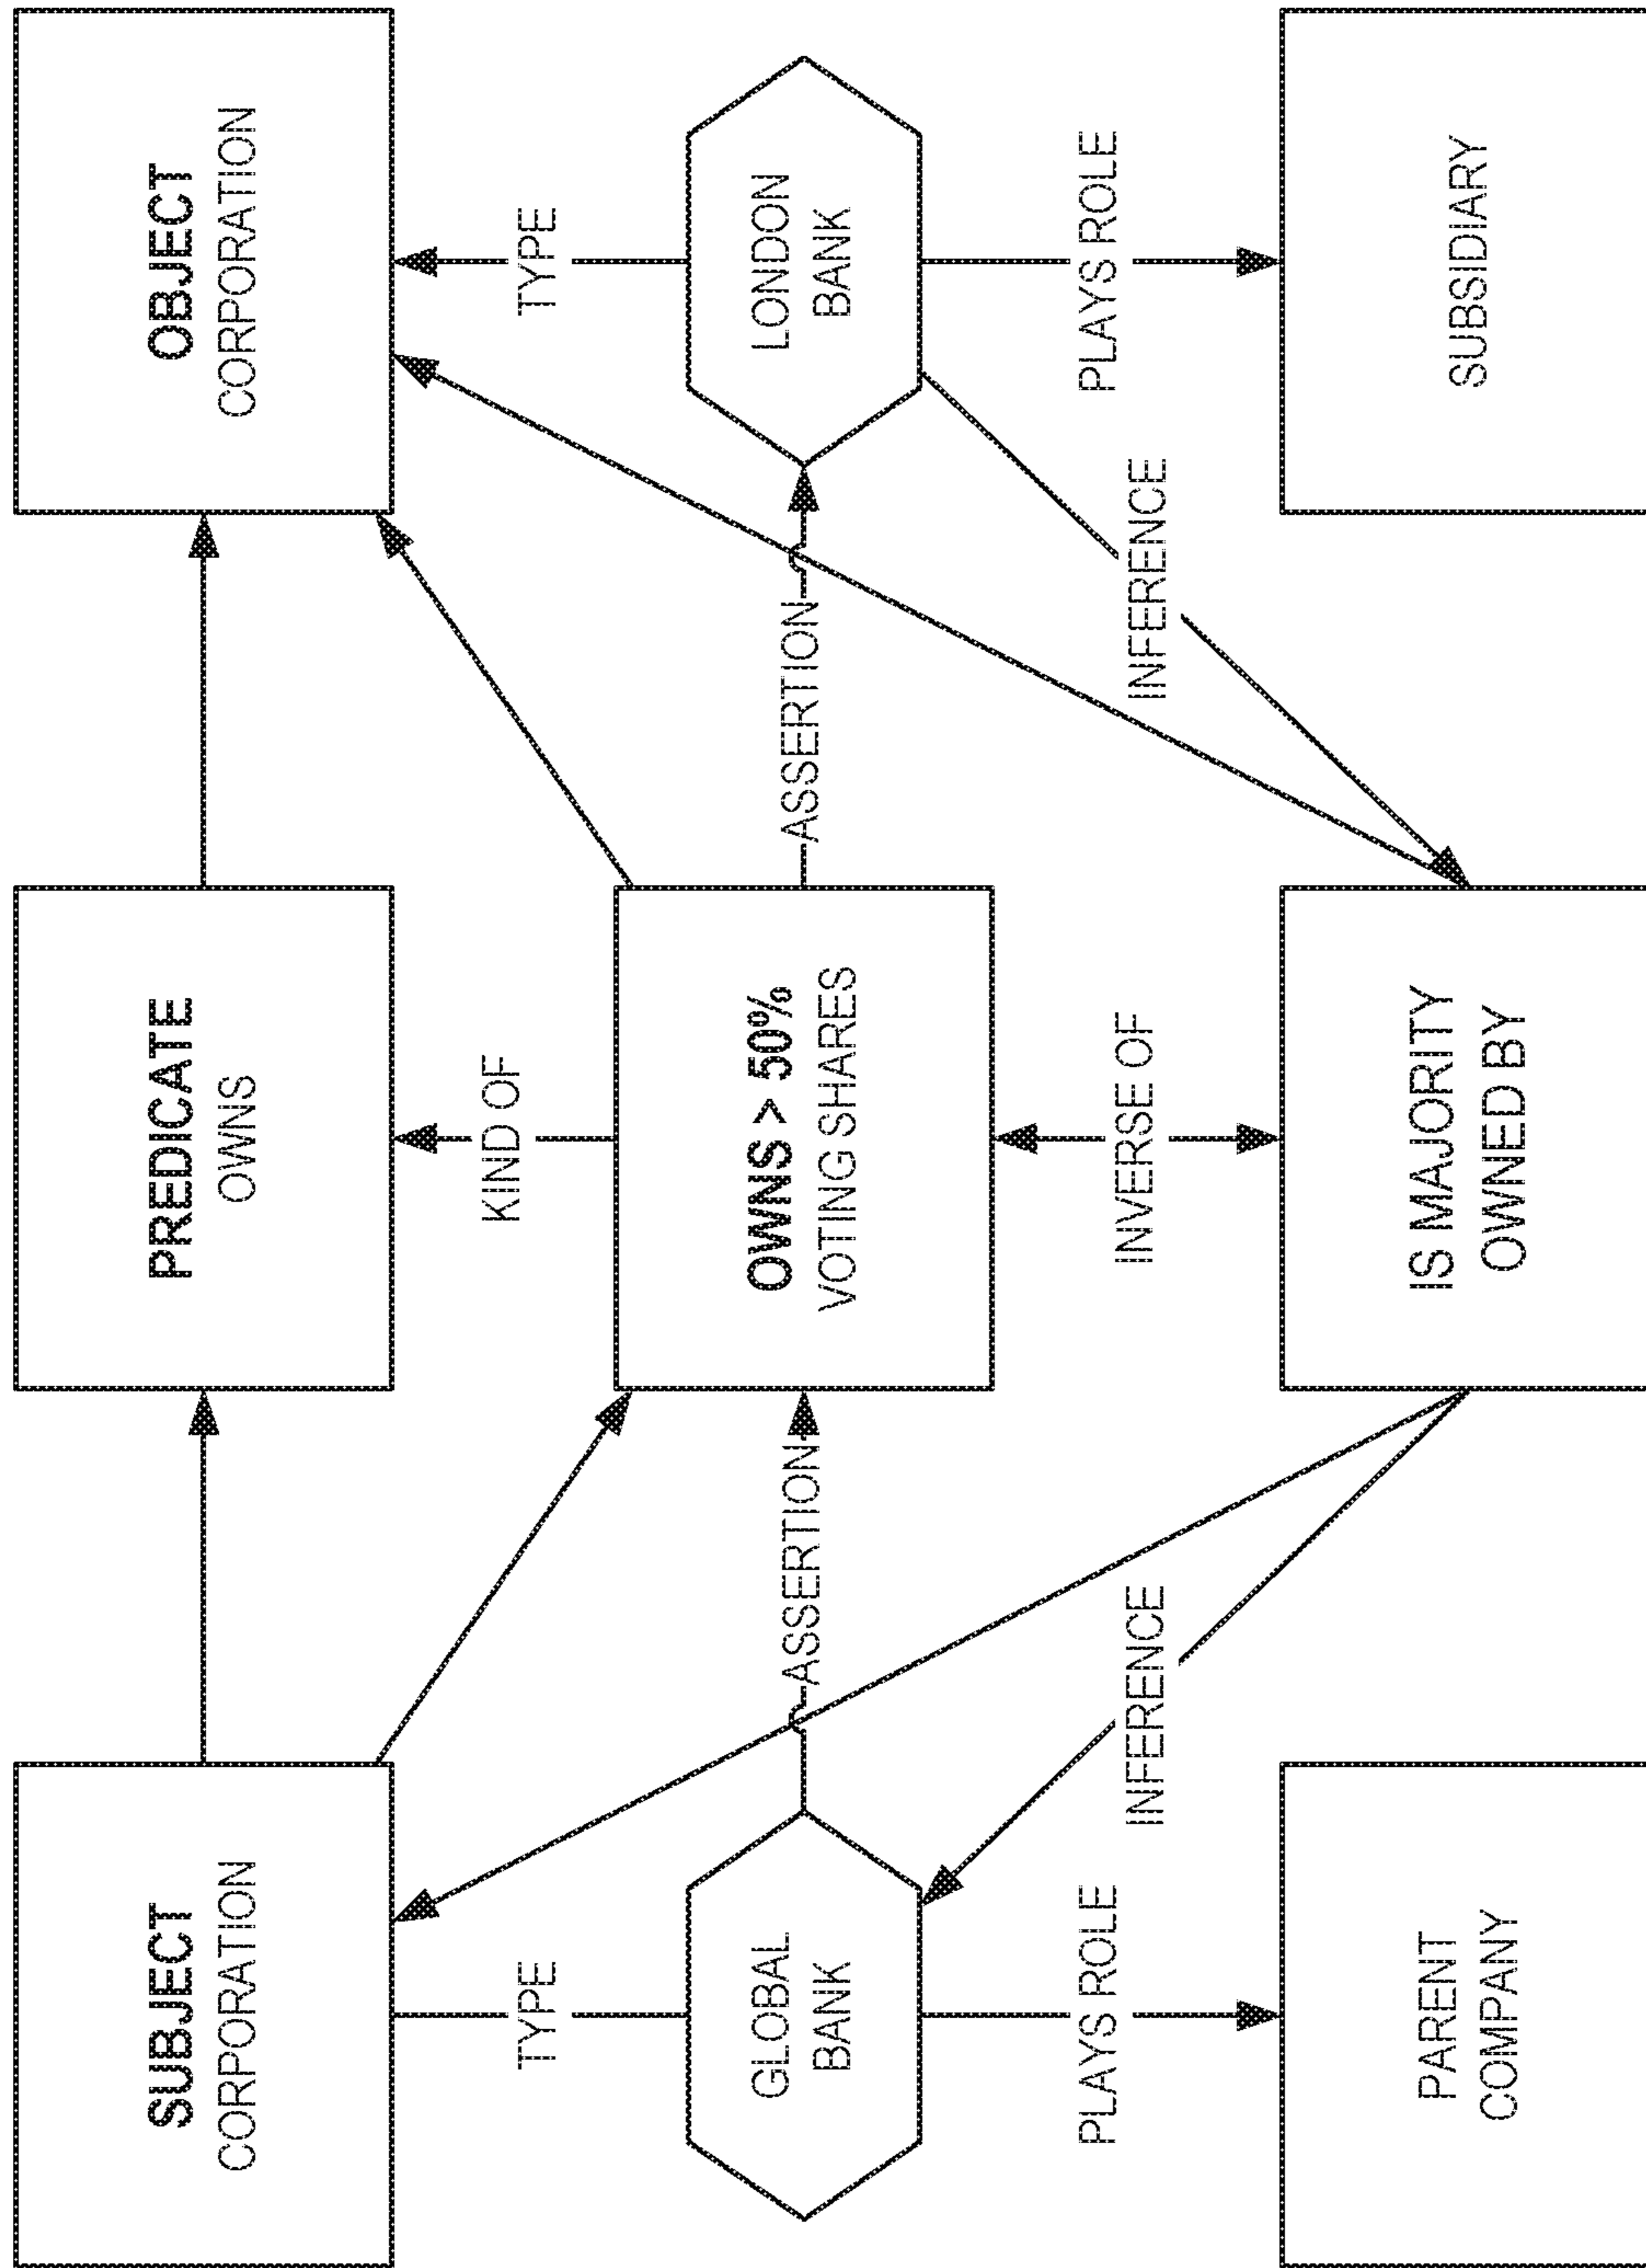 SUBJECT
CORPORATION
PREDICATE
OWNS
OBJECT
CORPORATION
TYPE
KIND OF
TYPE
GLOBAL
BANK
ASSERTION
OWNS > 50%
VOTING SHARES
ASSERTION
LONDON
BANK
PLAYS ROLE
INFERENCE
INVERSE OF
INFERENCE
PLAYS ROLE
PARENT
COMPANY
IS MAJORITY
OWNED BY
SUBSIDIARY